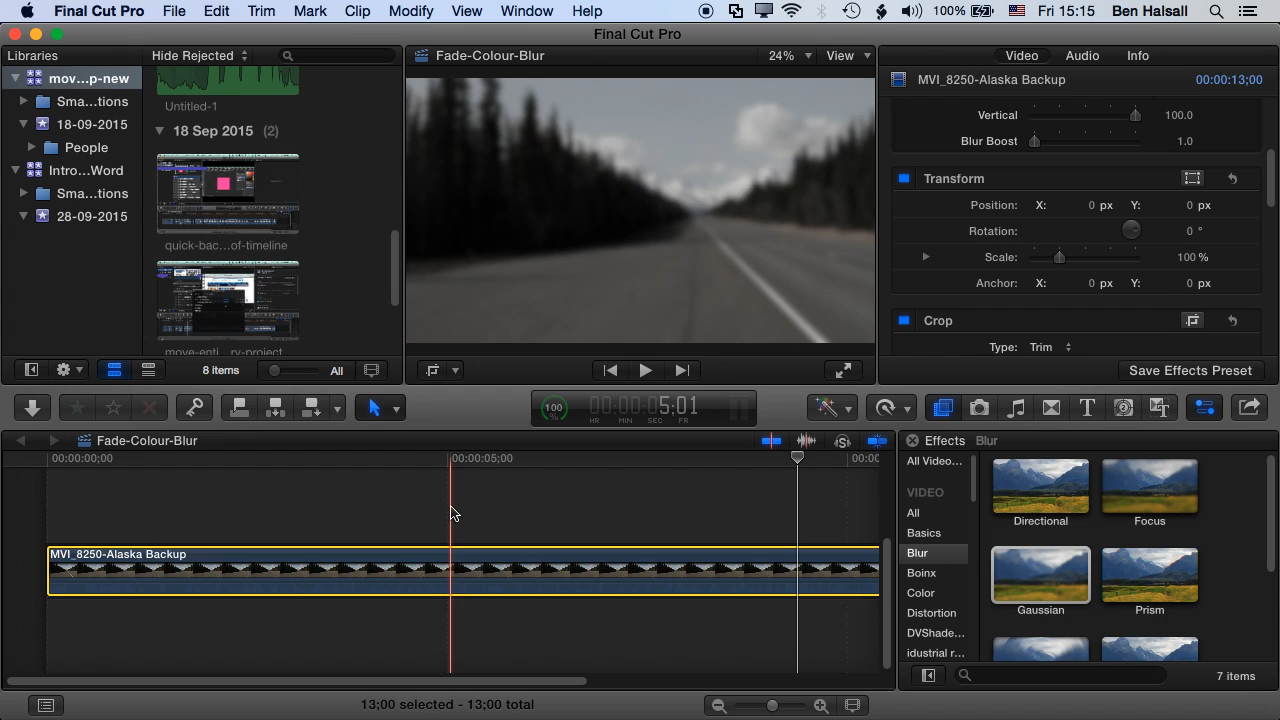 Final Cut Pro File Edit Trim Mark Clip Modify View Window Help 100% Fri 15:15 Ben Halsall
Final Cut Pro
Libraries Hide Rejected Fade-Colour-Blur 24% View Video Audio Info
mov...p-new
Sma...tions
18-09-2015
People
Intro...Word
Sma...tions
28-09-2015
Untitled-1
18 Sep 2015 (2)
quick-bac...of-timeline
8 items All
MVI_8250-Alaska Backup 00:00:13;00
Vertical 100.0
Blur Boost 1.0
Transform
Position: X: 0 px Y: 0 px
Rotation: 0 °
Scale: 100 %
Anchor: X: 0 px Y: 0 px
Crop
Type: Trim
Save Effects Preset
100 % 00:00:05;01
HR MIN SEC FR
Fade-Colour-Blur
00:00:00;00 00:00:05;00 00:00
MVI_8250-Alaska Backup
Effects Blur
All Video...
VIDEO
All
Basics
Blur
Boinx
Color
Distortion
DVShade...
idustrial r...
Directional Focus
Gaussian Prism
7 items
13;00 selected - 13;00 total